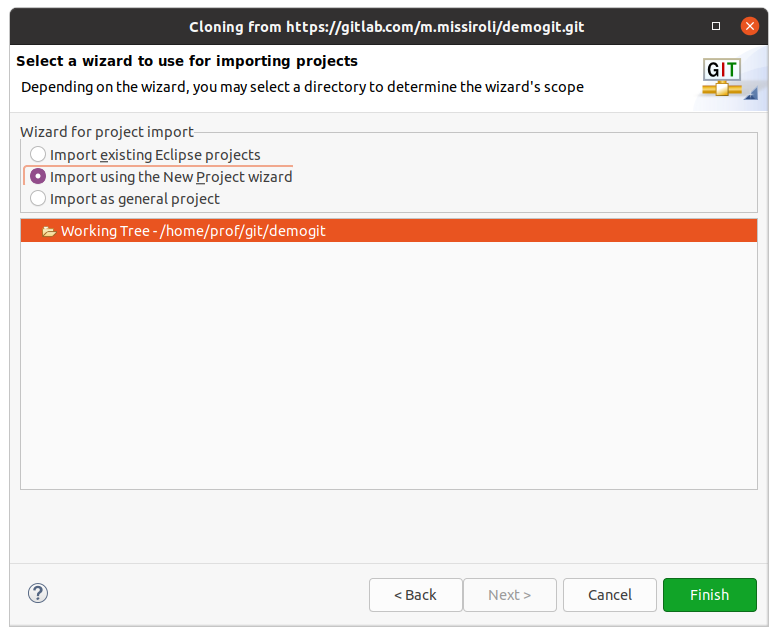 Cloning from https://gitlab.com/m.missiroli/demogit.git
Select a wizard to use for importing projects
Depending on the wizard, you may select a directory to determine the wizard's scope
GIT
Wizard for project import
Import existing Eclipse projects
Import using the New Project wizard
Import as general project
Working Tree - /home/prof/git/demogit
?
< Back
Next >
Cancel
Finish